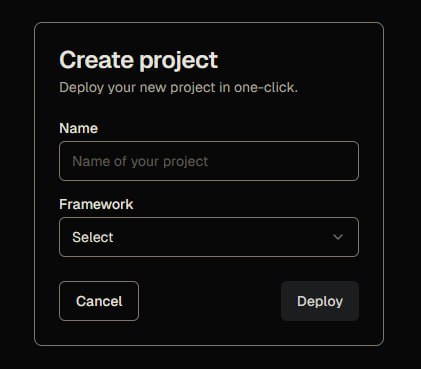 Create project
Deploy your new project in one-click.
Name
Name of your project
Framework
Select
Cancel
Deploy